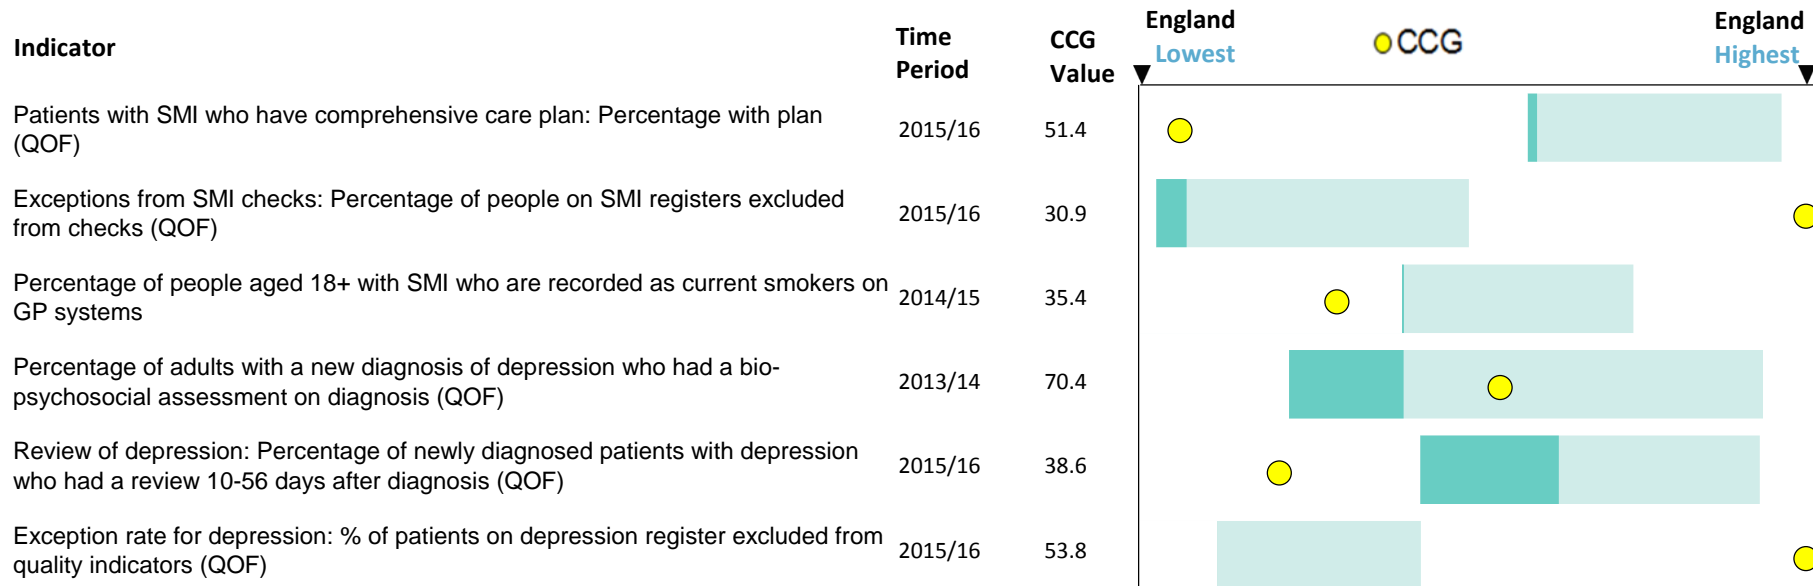 Indicator
Time Period
CCG Value
England Lowest
CCG
England Highest
Patients with SMI who have comprehensive care plan: Percentage with plan
(QOF)
2015/16
51.4
Exceptions from SMI checks: Percentage of people on SMI registers excluded
from checks (QOF)
2015/16
30.9
Percentage of people aged 18+ with SMI who are recorded as current smokers on
GP systems
2014/15
35.4
Percentage of adults with a new diagnosis of depression who had a bio-
psychosocial assessment on diagnosis (QOF)
2013/14
70.4
Review of depression: Percentage of newly diagnosed patients with depression
who had a review 10-56 days after diagnosis (QOF)
2015/16
38.6
Exception rate for depression: % of patients on depression register excluded from
quality indicators (QOF)
2015/16
53.8